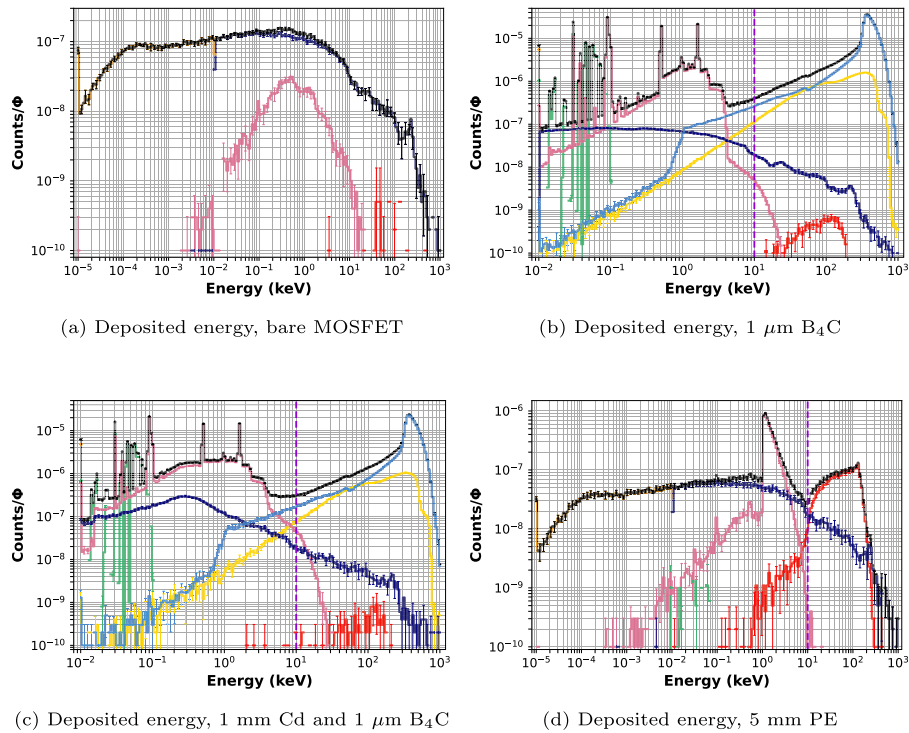 10⁻⁷
10⁻⁸
10⁻⁹
10⁻¹⁰
Counts/Φ
10⁻⁵ 10⁻⁴ 10⁻³ 10⁻² 10⁻¹ 10⁰ 10¹ 10² 10³
Energy (keV)
(a) Deposited energy, bare MOSFET
10⁻⁵
10⁻⁶
10⁻⁷
10⁻⁸
10⁻⁹
10⁻¹⁰
Counts/Φ
10⁻² 10⁻¹ 10⁰ 10¹ 10² 10³
Energy (keV)
(b) Deposited energy, 1 μm B₄C
10⁻⁵
10⁻⁶
10⁻⁷
10⁻⁸
10⁻⁹
10⁻¹⁰
Counts/Φ
10⁻² 10⁻¹ 10⁰ 10¹ 10² 10³
Energy (keV)
(c) Deposited energy, 1 mm Cd and 1 μm B₄C
10⁻⁶
10⁻⁷
10⁻⁸
10⁻⁹
10⁻¹⁰
Counts/Φ
10⁻⁵ 10⁻⁴ 10⁻³ 10⁻² 10⁻¹ 10⁰ 10¹ 10² 10³
Energy (keV)
(d) Deposited energy, 5 mm PE